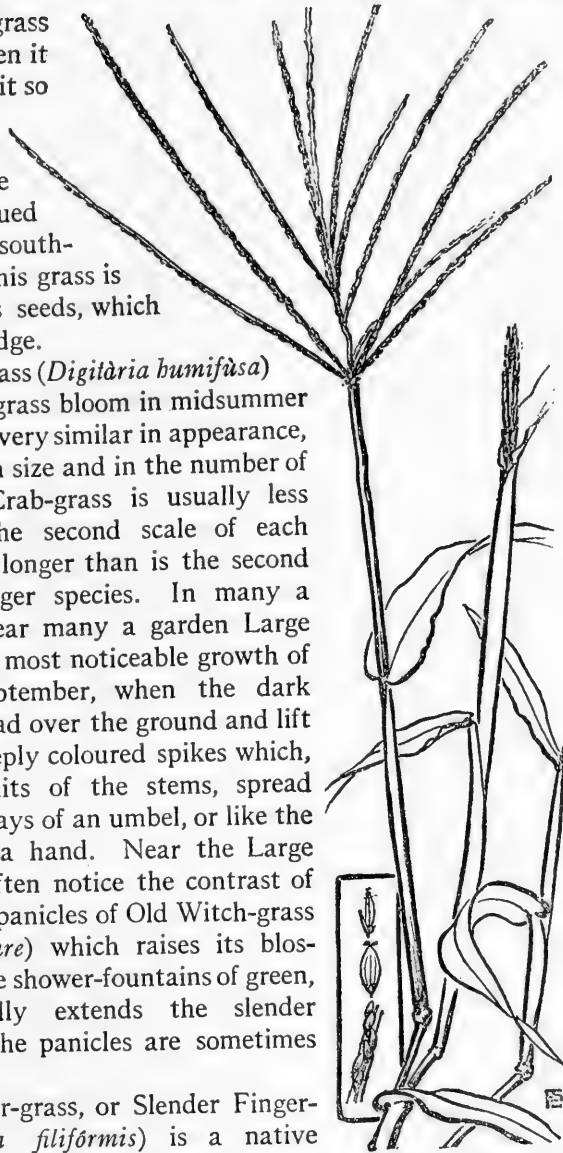 grass
en it
it so
e
ued
south-
nis grass is
s seeds, which
dge.
ass (Digitària humifùsa)
grass bloom in midsummer
very similar in appearance,
n size and in the number of
Crab-grass is usually less
he second scale of each
longer than is the second
ger species. In many a
ear many a garden Large
most noticeable growth of
ptember, when the dark
ad over the ground and lift
eply coloured spikes which,
its of the stems, spread
ays of an umbel, or like the
a hand. Near the Large
ften notice the contrast of
panicles of Old Witch-grass
are) which raises its blos-
e shower-fountains of green,
lly extends the slender
he panicles are sometimes
r-grass, or Slender Finger-
a filifórmis) is a native